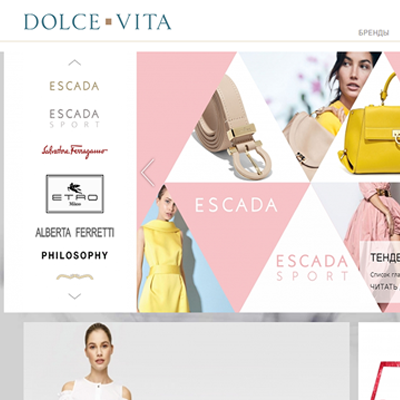 DOLCE VITA
БРЕНДЫ
ESCADA
ESCADA
SPORT
Salvatore Ferragamo
ETRO
Milano
ALBERTA FERRETTI
PHILOSOPHY
ESCADA
ESCADA
SPORT
ТЕНДЕ
Список гла
ЧИТАТЬ